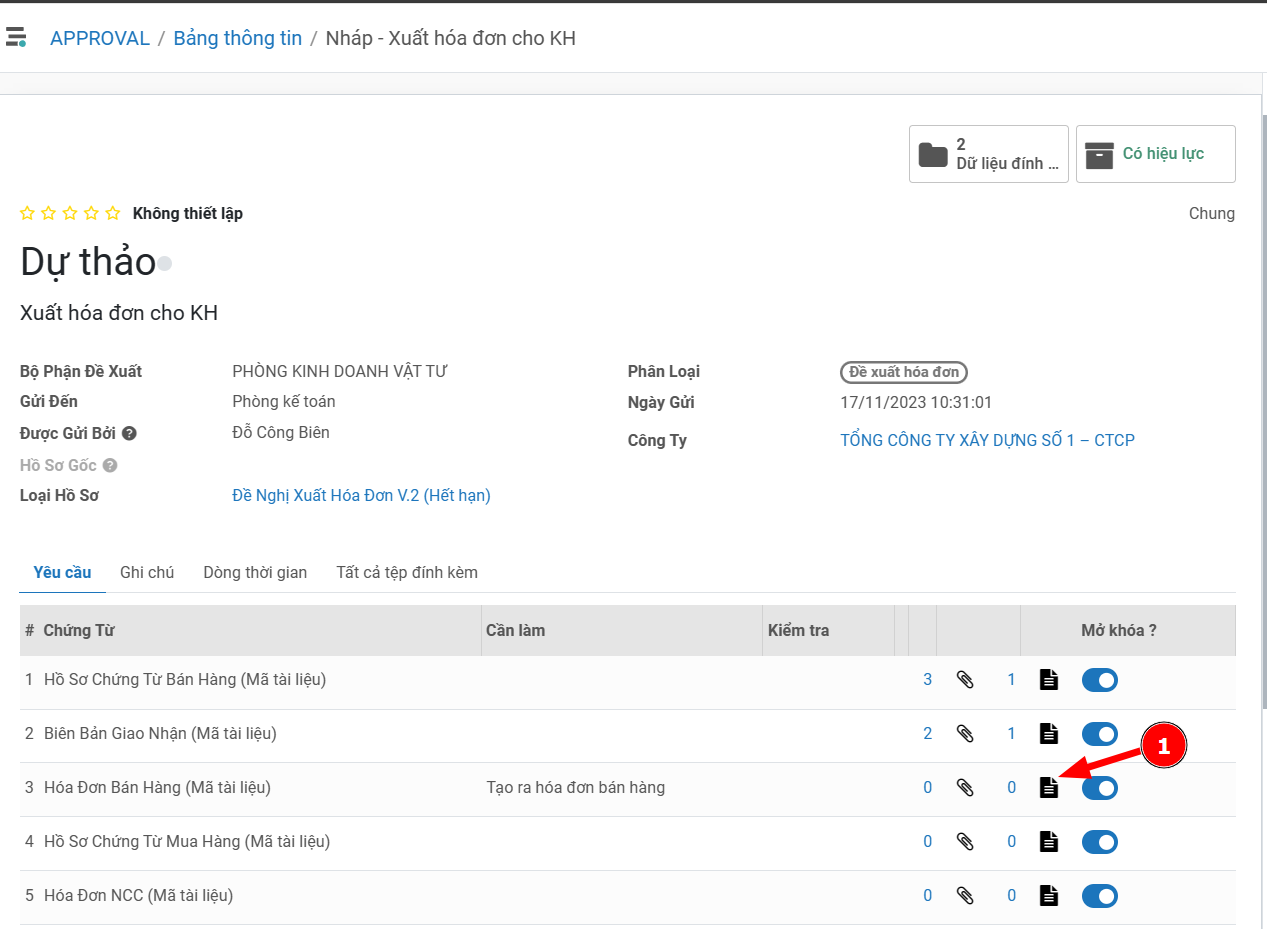 APPROVAL / Bảng thông tin / Nháp - Xuất hóa đơn cho KH
2
Dữ liệu đính ...
Có hiệu lực
Không thiết lập
Chung
Dự thảo
Xuất hóa đơn cho KH
Bộ Phận Đề Xuất PHÒNG KINH DOANH VẬT TƯ Phân Loại Đề xuất hóa đơn
Gửi Đến Phòng kế toán Ngày Gửi 17/11/2023 10:31:01
Được Gửi Bởi ? Đỗ Công Biên Công Ty TỔNG CÔNG TY XÂY DỰNG SỐ 1 – CTCP
Hồ Sơ Gốc ?
Loại Hồ Sơ Đề Nghị Xuất Hóa Đơn V.2 (Hết hạn)
Yêu cầu Ghi chú Dòng thời gian Tất cả tệp đính kèm
# Chứng Từ Cần làm Kiểm tra Mở khóa ?
1 Hồ Sơ Chứng Từ Bán Hàng (Mã tài liệu) 3 1
2 Biên Bản Giao Nhận (Mã tài liệu) 2 1
1
3 Hóa Đơn Bán Hàng (Mã tài liệu) Tạo ra hóa đơn bán hàng 0 0
4 Hồ Sơ Chứng Từ Mua Hàng (Mã tài liệu) 0 0
5 Hóa Đơn NCC (Mã tài liệu) 0 0